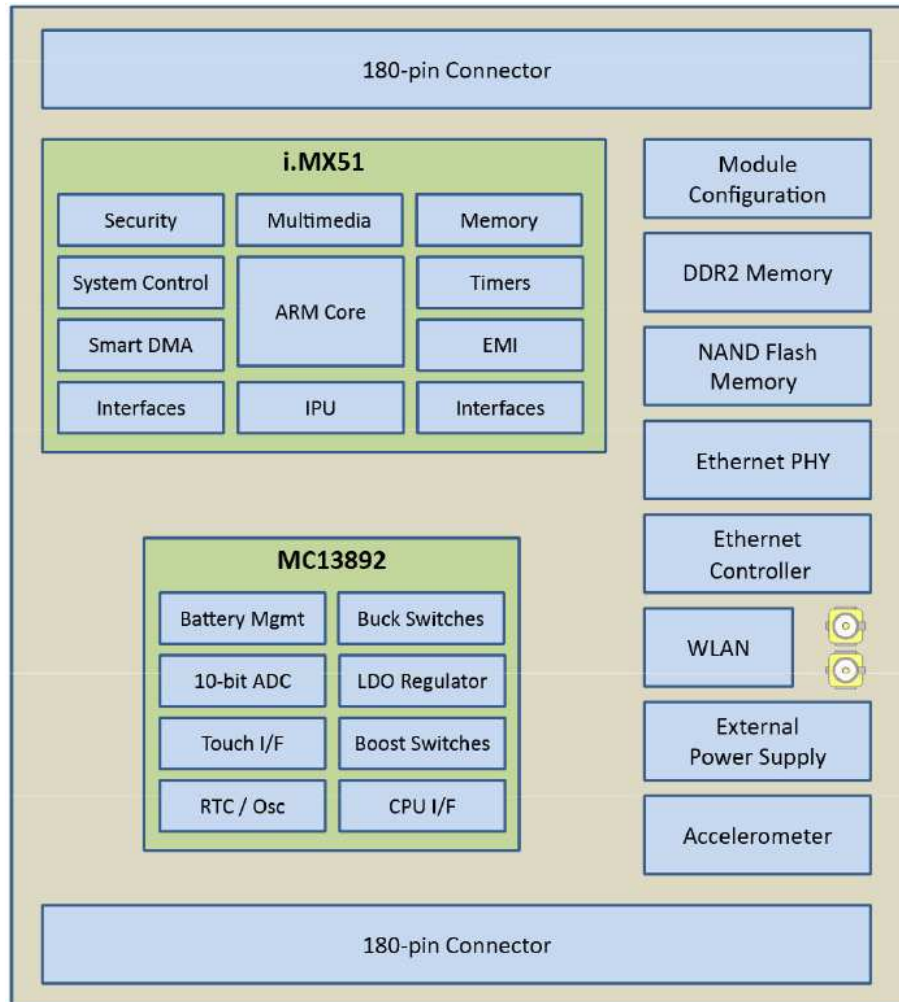 180-pin Connector
i.MX51
Security
Multimedia
Memory
System Control
ARM Core
Timers
Smart DMA
EMI
Interfaces
IPU
Interfaces
Module
Configuration
DDR2 Memory
NAND Flash
Memory
Ethernet PHY
Ethernet
Controller
WLAN
External
Power Supply
Accelerometer
MC13892
Battery Mgmt
Buck Switches
10-bit ADC
LDO Regulator
Touch I/F
Boost Switches
RTC / Osc
CPU I/F
180-pin Connector